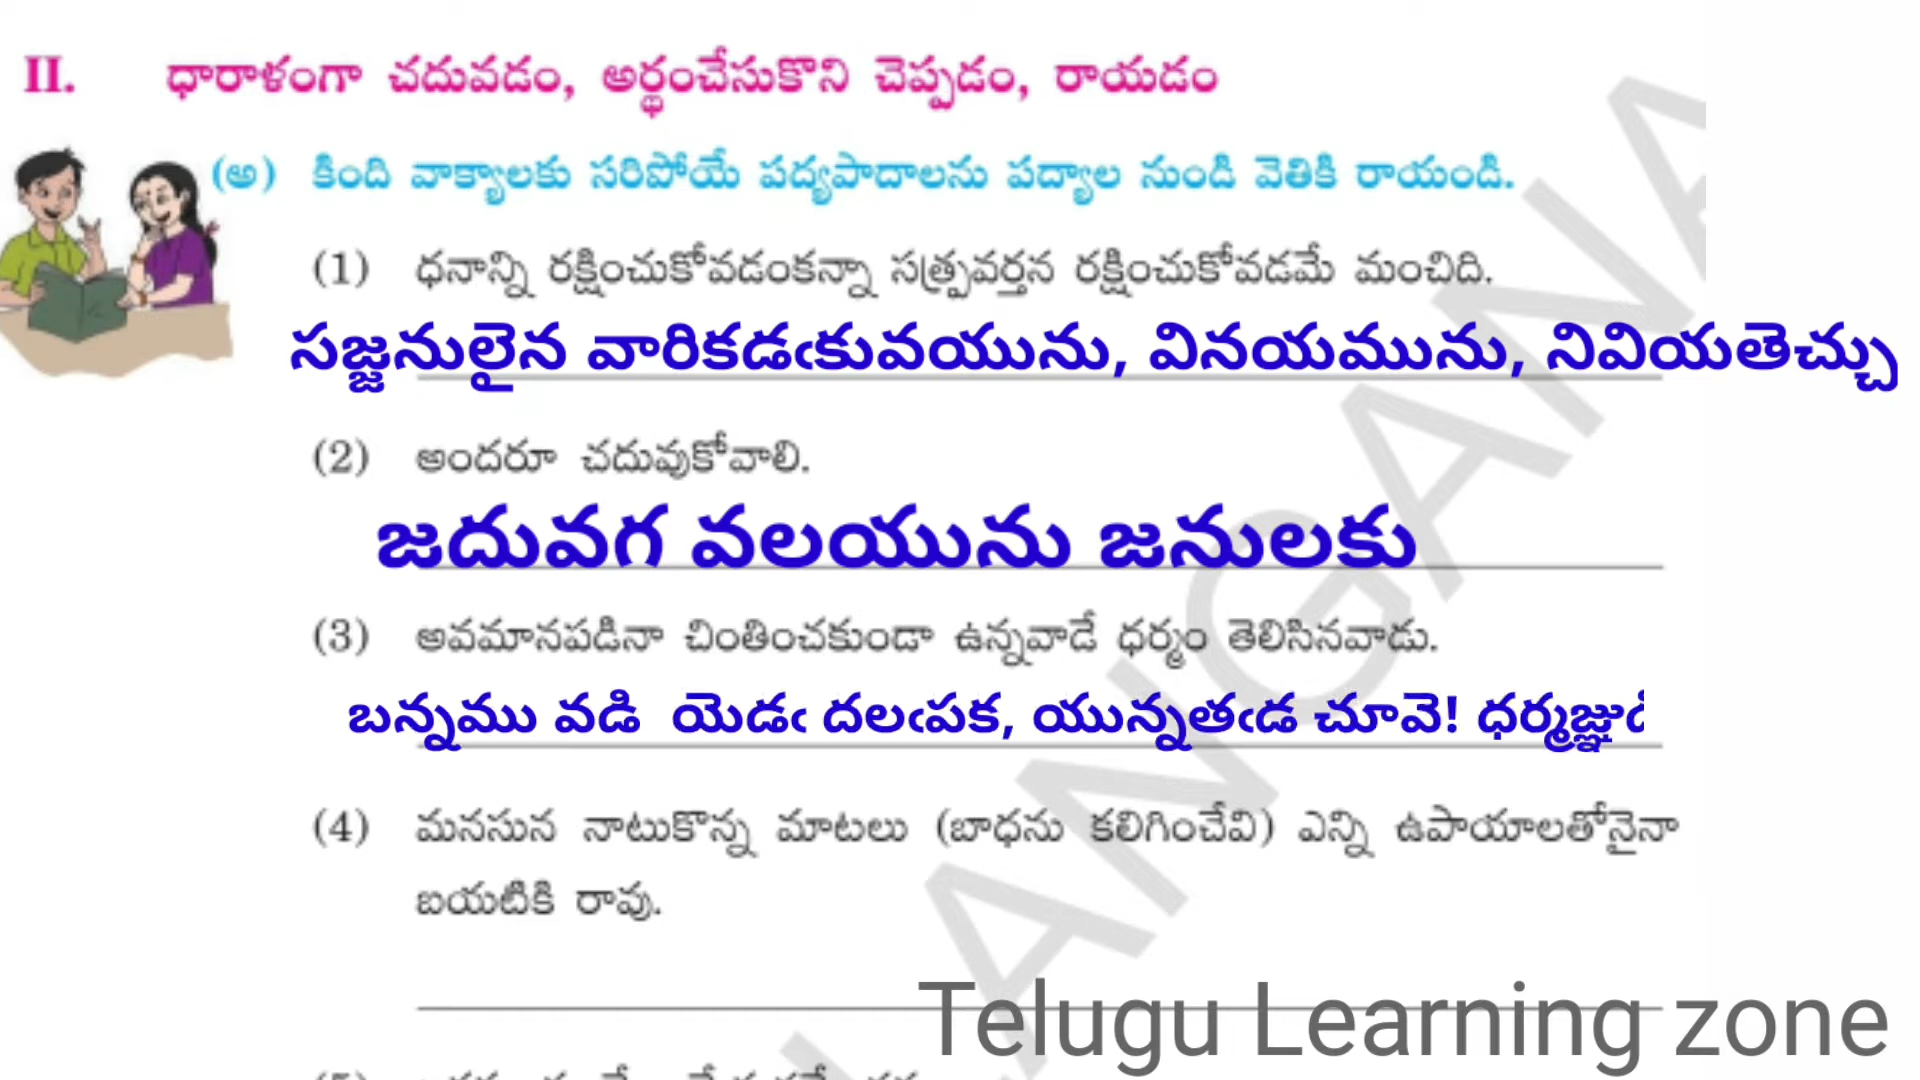 II. ధారాళంగా చదువడం, అర్థంచేసుకొని చెప్పడం, రాయడం
(అ) కింది వాక్యాలకు సరిపోయే పద్యపాదాలను పద్యాల నుండి వెతికి రాయండి.
(1) ధనాన్ని రక్షించుకోవడంకన్నా సత్ప్రవర్తన రక్షించుకోవడమే మంచిది.
సజ్జనులైన వారికడఁకువయును, వినయమును, నివియతెచ్చు
(2) అందరూ చదువుకోవాలి.
జదువగ వలయును జనులకు
(3) అవమానపడినా చింతించకుండా ఉన్నవాడే ధర్మం తెలిసినవాడు.
బన్నము వడి యెడఁ దలఁపక, యున్నతఁడ చూవె!
(4) మనసున నాటుకొన్న మాటలు (బాధను కలిగించేవి) ఎన్ని ఉపాయాలతోనైనా
బయటికి రావు.
Telugu Learning zone